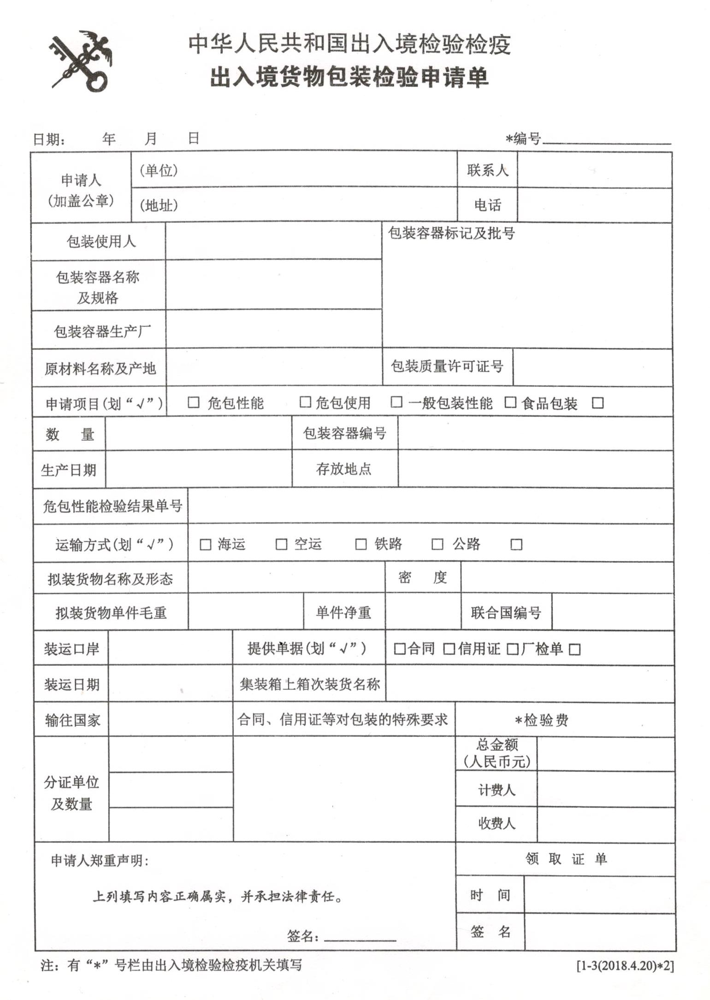 中华人民共和国出入境检验检疫
出入境货物包装检验申请单
日期： 年 月 日 *编号
申请人
(加盖公章)
(单位)
联系人
(地址)
电话
包装使用人
包装容器标记及批号
包装容器名称
及规格
包装容器生产厂
原材料名称及产地
包装质量许可证号
申请项目(划“√”) □ 危包性能 □ 危包使用 □ 一般包装性能 □ 食品包装 □
数 量
包装容器编号
生产日期
存放地点
危包性能检验结果单号
运输方式(划“√”) □ 海运 □ 空运 □ 铁路 □ 公路 □
拟装货物名称及形态
密 度
拟装货物单件毛重
单件净重
联合国编号
装运口岸
提供单据(划“√”) □合同 □信用证 □厂检单 □
装运日期
集装箱上箱次装货名称
输往国家
合同、信用证等对包装的特殊要求
*检验费
分证单位
及数量
总金额
(人民币元)
计费人
收费人
申请人郑重声明：
上列填写内容正确属实，并承担法律责任。
签名：
领 取 证 单
时 间
签 名
注：有“*”号栏由出入境检验检疫机关填写 [1-3(2018.4.20)*2]